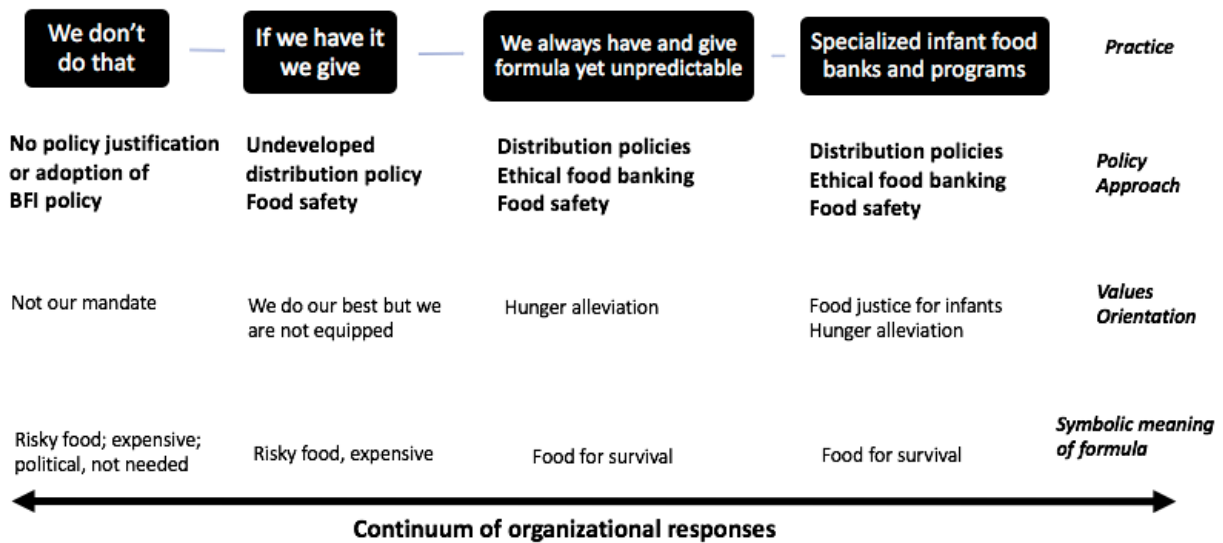 We don't
do that
If we have it
we give
We always have and give
formula yet unpredictable
Specialized infant food
banks and programs
Practice
No policy justification
or adoption of
BFI policy
Undeveloped
distribution policy
Food safety
Distribution policies
Ethical food banking
Food safety
Distribution policies
Ethical food banking
Food safety
Policy
Approach
Not our mandate
We do our best but we
are not equipped
Hunger alleviation
Food justice for infants
Hunger alleviation
Values
Orientation
Risky food; expensive;
political, not needed
Risky food, expensive
Food for survival
Food for survival
Symbolic meaning
of formula
Continuum of organizational responses